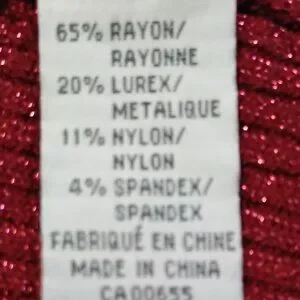 65% RAYON/
RAYONNE
20% LUREX/
METALIQUE
11% NYLON/
NYLON
4% SPANDEX/
SPANDEX
FABRIQUÉ EN CHINE
MADE IN CHINA
CA00655